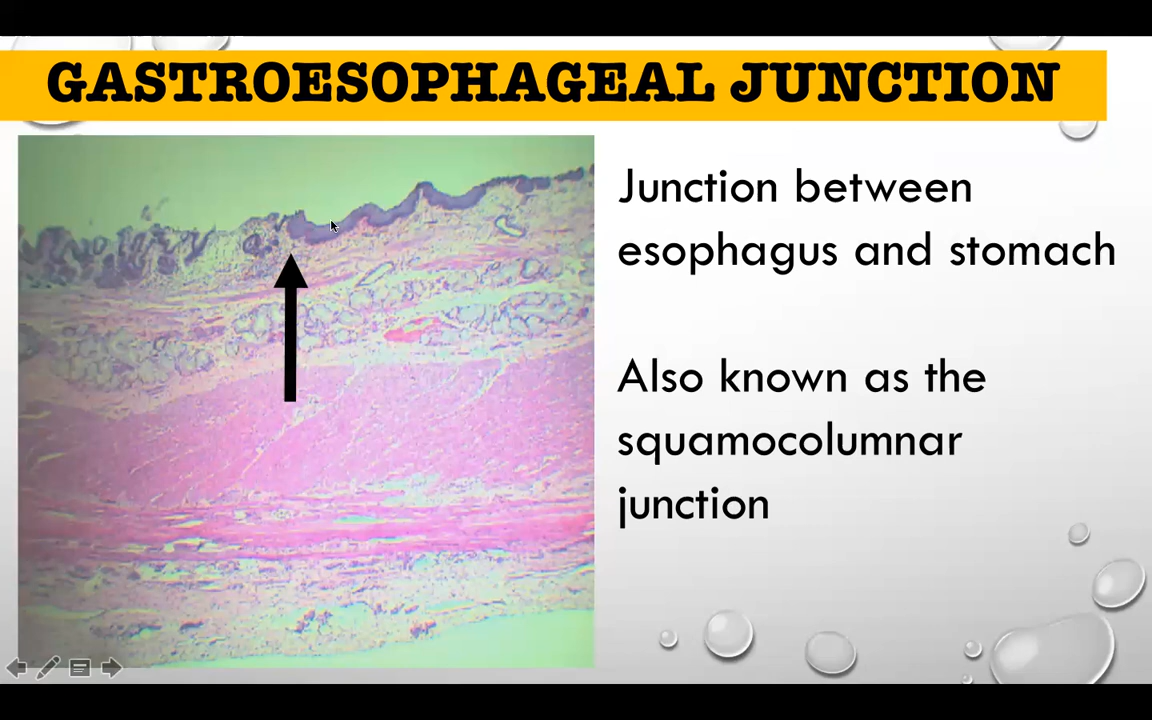 GASTROESOPHAGEAL JUNCTION
Junction between
esophagus and stomach
Also known as the
squamocolumnar
junction